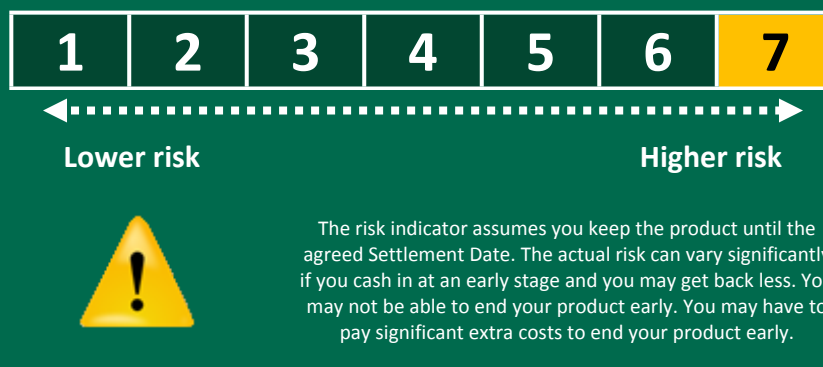 1 2 3 4 5 6 7
Lower risk Higher risk
The risk indicator assumes you keep the product until the
agreed Settlement Date. The actual risk can vary significantly
if you cash in at an early stage and you may get back less. Yo
may not be able to end your product early. You may have to
pay significant extra costs to end your product early.